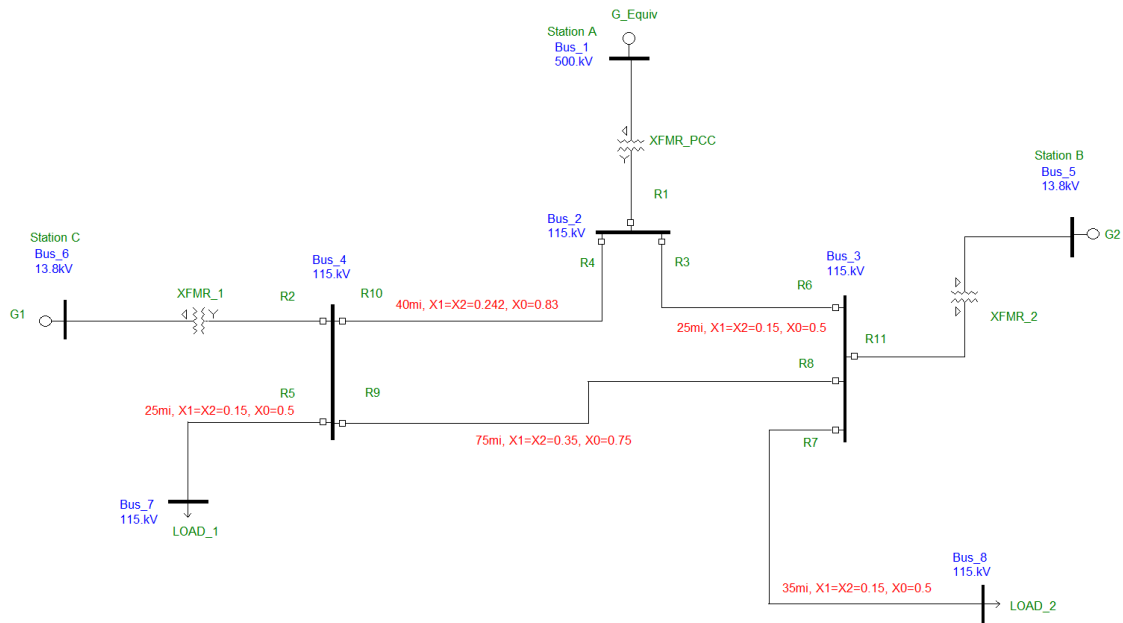 G_Equiv
Station A
Bus_1
500.kV
XFMR_PCC
R1
Bus_2
115.kV
R4
R3
Station B
Bus_5
13.8kV
G2
Station C
Bus_6
13.8kV
G1
XFMR_1
R2
Bus_4
115.kV
R10
40mi, X1=X2=0.242, X0=0.83
Bus_3
115.kV
R6
25mi, X1=X2=0.15, X0=0.5
R11
XFMR_2
R8
R5
R9
25mi, X1=X2=0.15, X0=0.5
75mi, X1=X2=0.35, X0=0.75
R7
Bus_7
115.kV
LOAD_1
Bus_8
115.kV
35mi, X1=X2=0.15, X0=0.5
LOAD_2